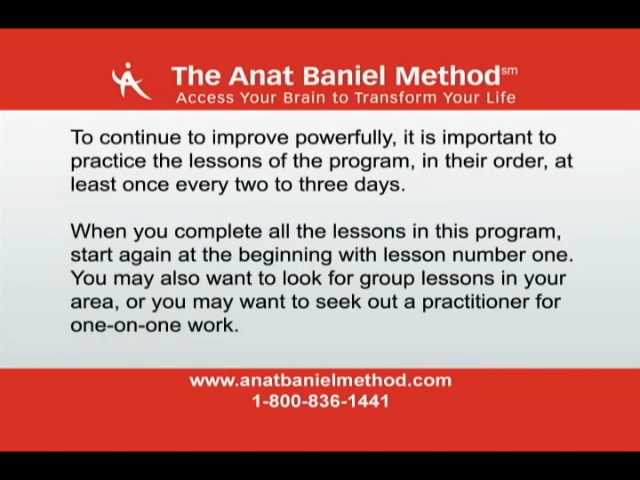 The Anat Baniel Method℠
Access Your Brain to Transform Your Life
To continue to improve powerfully, it is important to
practice the lessons of the program, in their order, at
least once every two to three days.
When you complete all the lessons in this program,
start again at the beginning with lesson number one.
You may also want to look for group lessons in your
area, or you may want to seek out a practitioner for
one-on-one work.
www.anatbanielmethod.com
1-800-836-1441